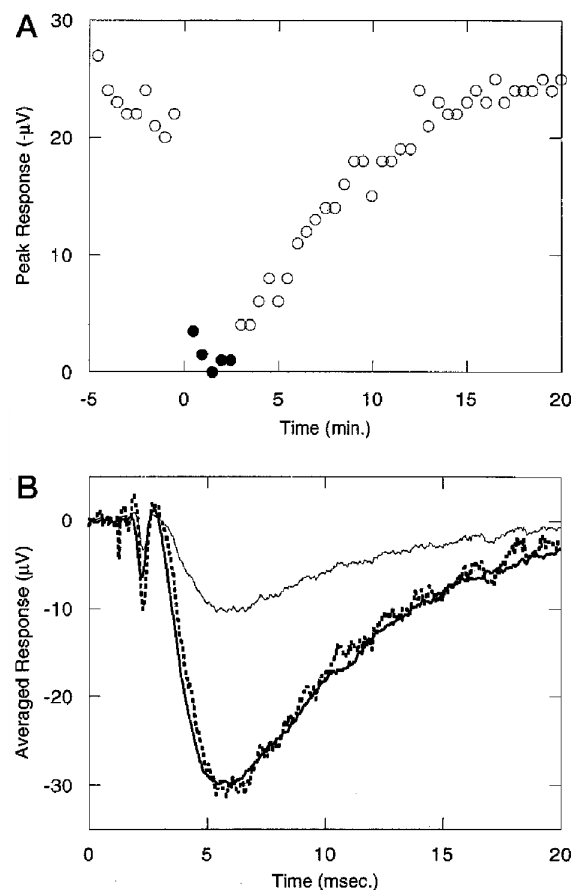 A
30
20
10
0
Peak Response (-µV)
-5 0 5 10 15 20
Time (min.)
B
0
-10
-20
-30
Averaged Response (µV)
0 5 10 15 20
Time (msec.)